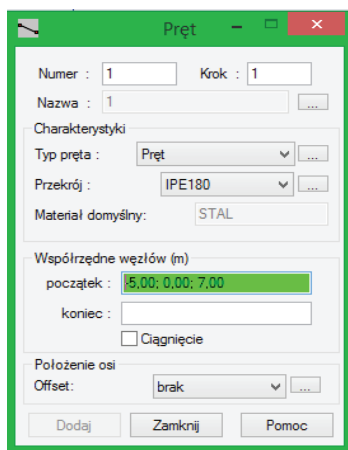 Pręt
Numer : 1 Krok : 1
Nazwa : 1 ...
Charakterystyki
Typ pręta : Pręt ...
Przekrój : IPE180 ...
Materiał domyślny: STAL
Współrzędne węzłów (m)
początek : -5,00; 0,00; 7,00
koniec :
Ciągnięcie
Położenie osi
Offset: brak ...
Dodaj Zamknij Pomoc